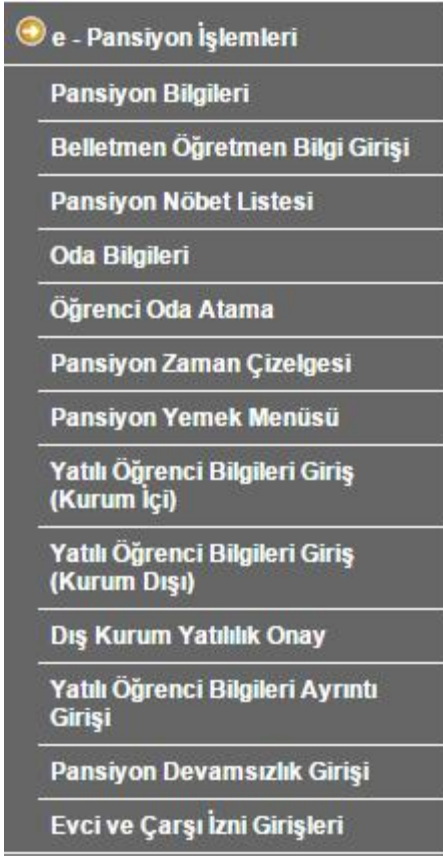 e - Pansiyon İşlemleri
Pansiyon Bilgileri
Belletmen Öğretmen Bilgi Girişi
Pansiyon Nöbet Listesi
Oda Bilgileri
Öğrenci Oda Atama
Pansiyon Zaman Çizelgesi
Pansiyon Yemek Menüsü
Yatılı Öğrenci Bilgileri Giriş
(Kurum İçi)
Yatılı Öğrenci Bilgileri Giriş
(Kurum Dışı)
Dış Kurum Yatılılık Onay
Yatılı Öğrenci Bilgileri Ayrıntı
Girişi
Pansiyon Devamsızlık Girişi
Evci ve Çarşı İzni Girişleri